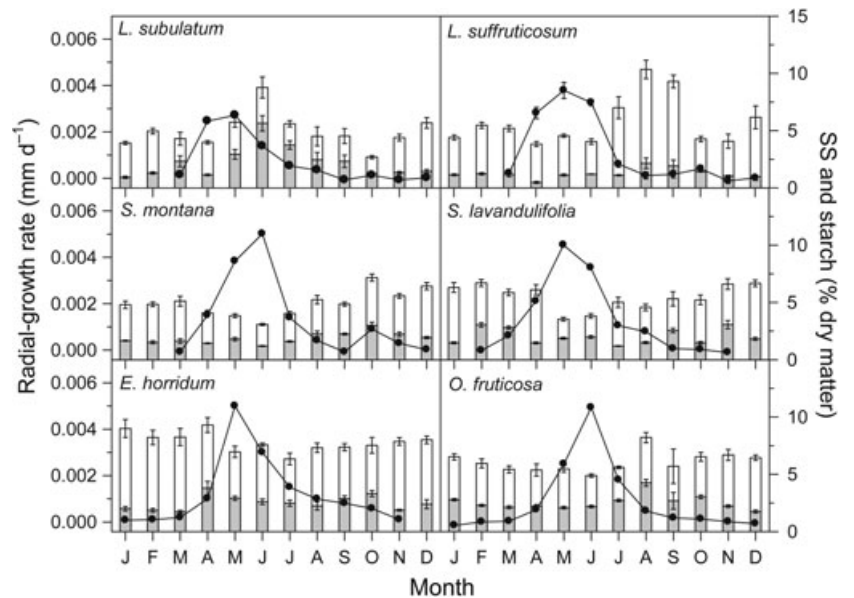 L. subulatum
L. suffruticosum
S. montana
S. lavandulifolia
E. horridum
O. fruticosa
Radial-growth rate (mm d⁻¹)
0.006
0.004
0.002
0.000
0.006
0.004
0.002
0.000
0.006
0.004
0.002
0.000
15
10
5
0
10
5
0
10
5
0
SS and starch (% dry matter)
J F M A M J J A S O N D
J F M A M J J A S O N D
Month